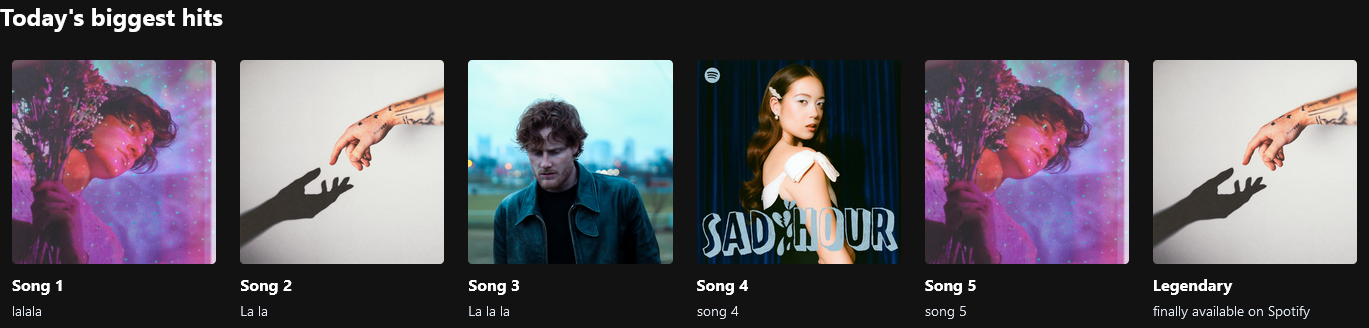 Today's biggest hits
SAD HOUR
Song 1
lalala
Song 2
La la
Song 3
La la la
Song 4
song 4
Song 5
song 5
Legendary
finally available on Spotify